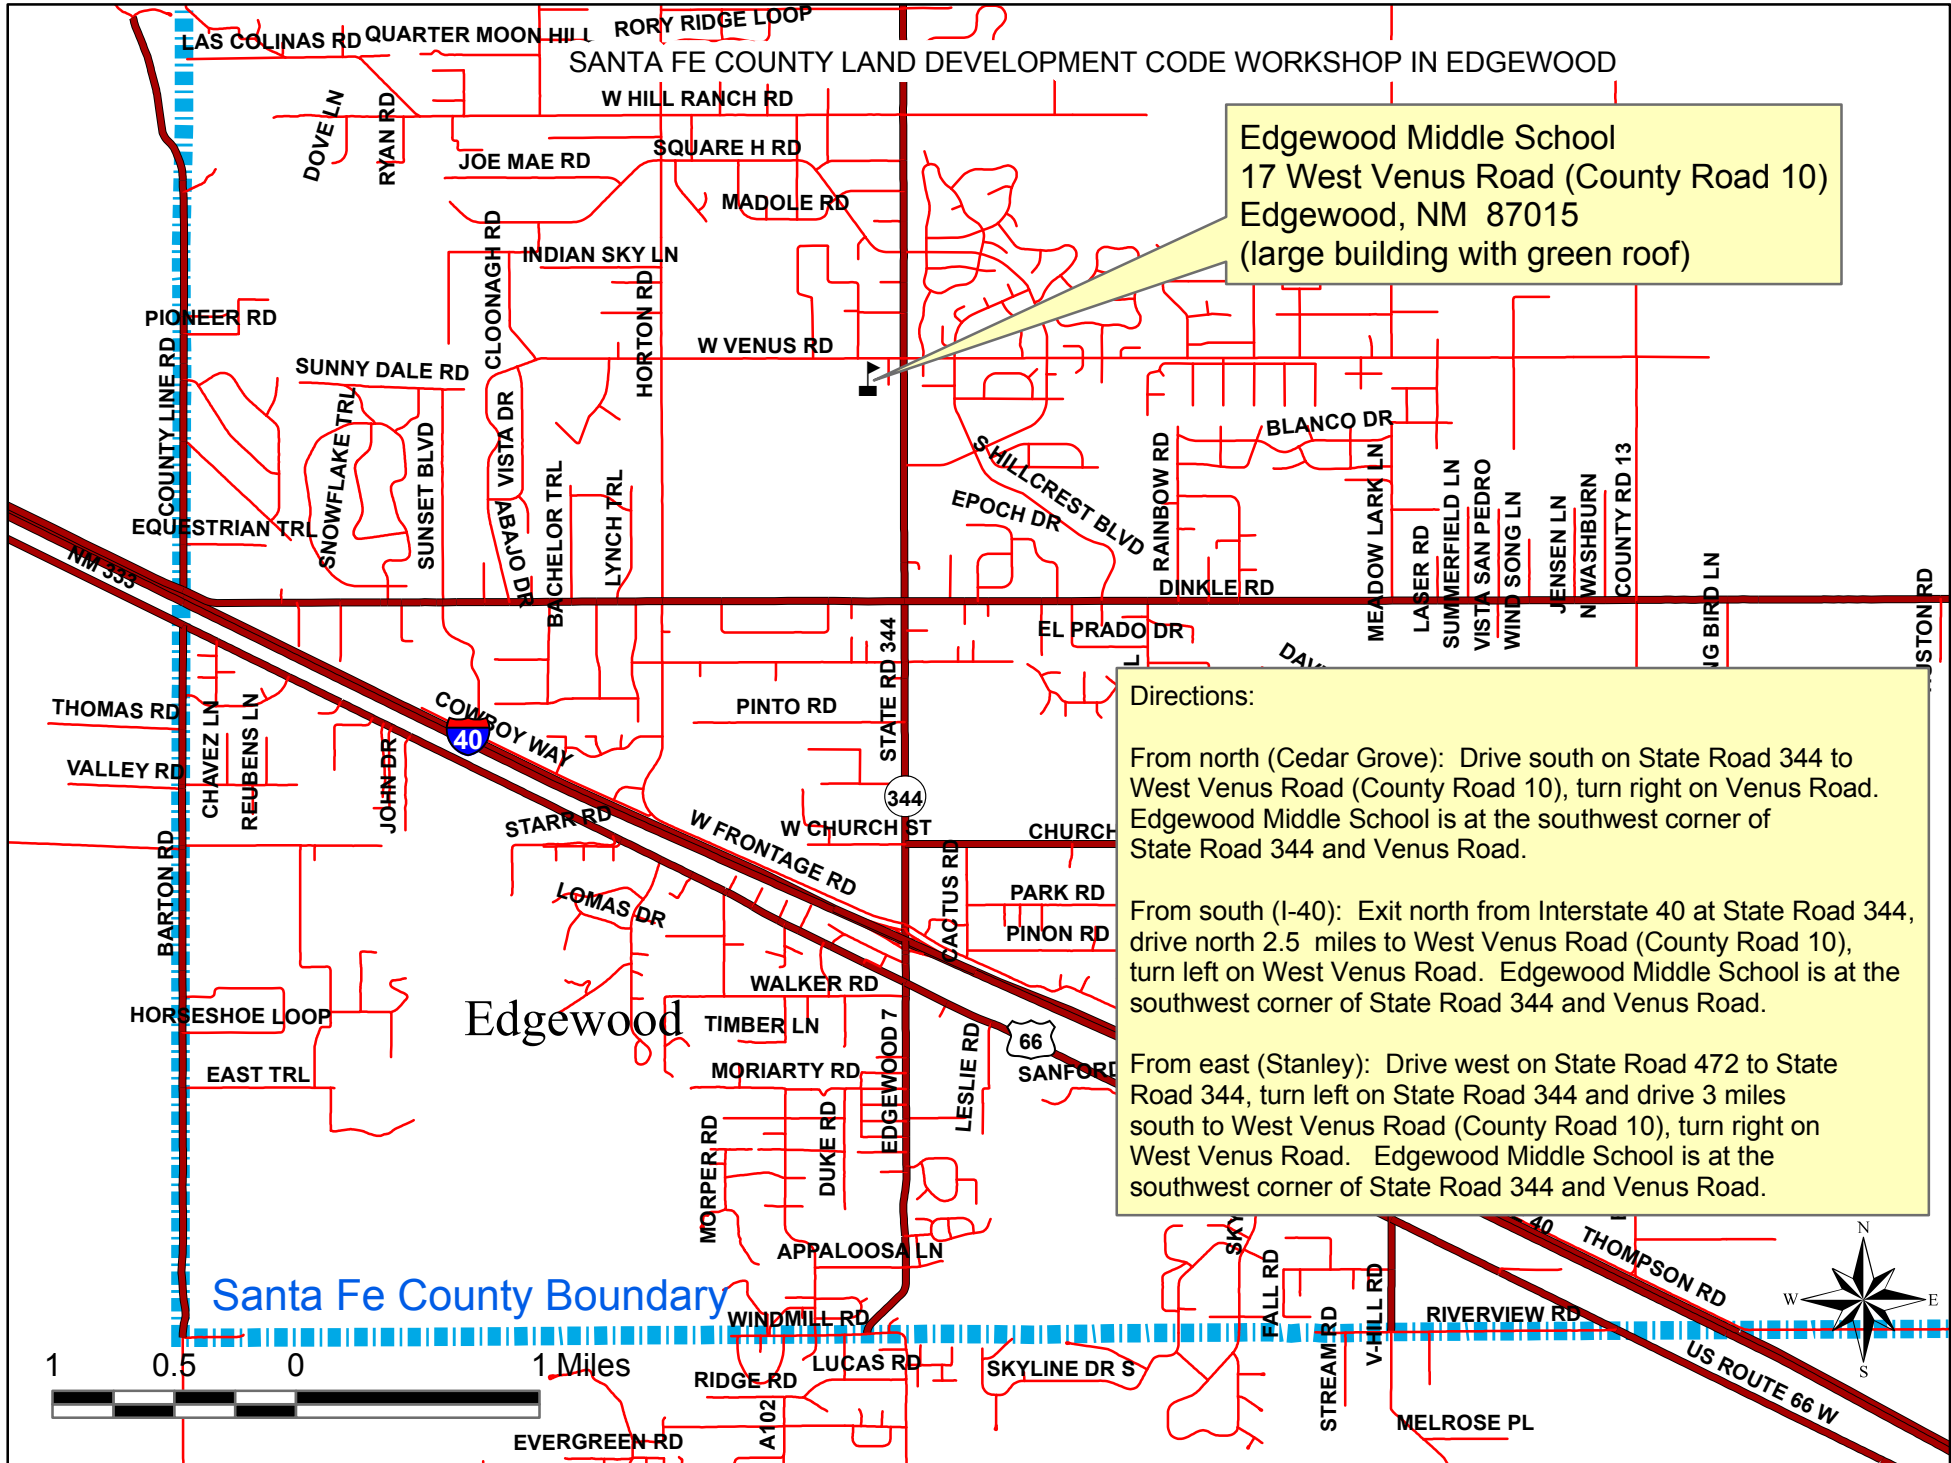 LAS COLINAS RD
QUARTER MOON HILL
RORY RIDGE LOOP
SANTA FE COUNTY LAND DEVELOPMENT CODE WORKSHOP IN EDGEWOOD
W HILL RANCH RD
DOVE LN
RYAN RD
JOE MAE RD
SQUARE H RD
MADOLE RD
Edgewood Middle School
17 West Venus Road (County Road 10)
Edgewood, NM 87015
(large building with green roof)
CLOONAGH RD
INDIAN SKY LN
HORTON RD
PIONEER RD
COUNTY LINE RD
W VENUS RD
SUNNY DALE RD
SNOWFLAKE TRL
SUNSET BLVD
VISTA DR
ABAJO DR
BACHELOR TRL
LYNCH TRL
EQUESTRIAN TRL
NM 333
S HILLCREST BLVD
EPOCH DR
RAINBOW RD
BLANCO DR
MEADOW LARK LN
LASER RD
SUMMERFIELD LN
VISTA SAN PEDRO
WIND SONG LN
JENSEN LN
N WASHBURN
COUNTY RD 13
NG BIRD LN
USTON RD
DINKLE RD
EL PRADO DR
L
DAV
STATE RD 344
PINTO RD
THOMAS RD
VALLEY RD
CHAVEZ LN
REUBENS LN
JOHN DR
COWBOY WAY
40
344
STARR RD
W FRONTAGE RD
W CHURCH ST
CHURCH
CACTUS RD
PARK RD
PINON RD
BARTON RD
LOMAS DR
WALKER RD
HORSESHOE LOOP
Edgewood
TIMBER LN
EDGEWOOD 7
LESLIE RD
66
SANFORD
EAST TRL
MORIARTY RD
MORPER RD
DUKE RD
Directions:
From north (Cedar Grove): Drive south on State Road 344 to
West Venus Road (County Road 10), turn right on Venus Road.
Edgewood Middle School is at the southwest corner of
State Road 344 and Venus Road.
From south (I-40): Exit north from Interstate 40 at State Road 344,
drive north 2.5 miles to West Venus Road (County Road 10),
turn left on West Venus Road. Edgewood Middle School is at the
southwest corner of State Road 344 and Venus Road.
From east (Stanley): Drive west on State Road 472 to State
Road 344, turn left on State Road 344 and drive 3 miles
south to West Venus Road (County Road 10), turn right on
West Venus Road. Edgewood Middle School is at the
southwest corner of State Road 344 and Venus Road.
APPALOOSA LN
SKY
FALL RD
40
THOMPSON RD
N
W
E
S
Santa Fe County Boundary
WINDMILL RD
STREAM RD
V-HILL RD
RIVERVIEW RD
1 0.5 0 1 Miles
LUCAS RD
RIDGE RD
SKYLINE DR S
US ROUTE 66 W
A102
EVERGREEN RD
MELROSE PL